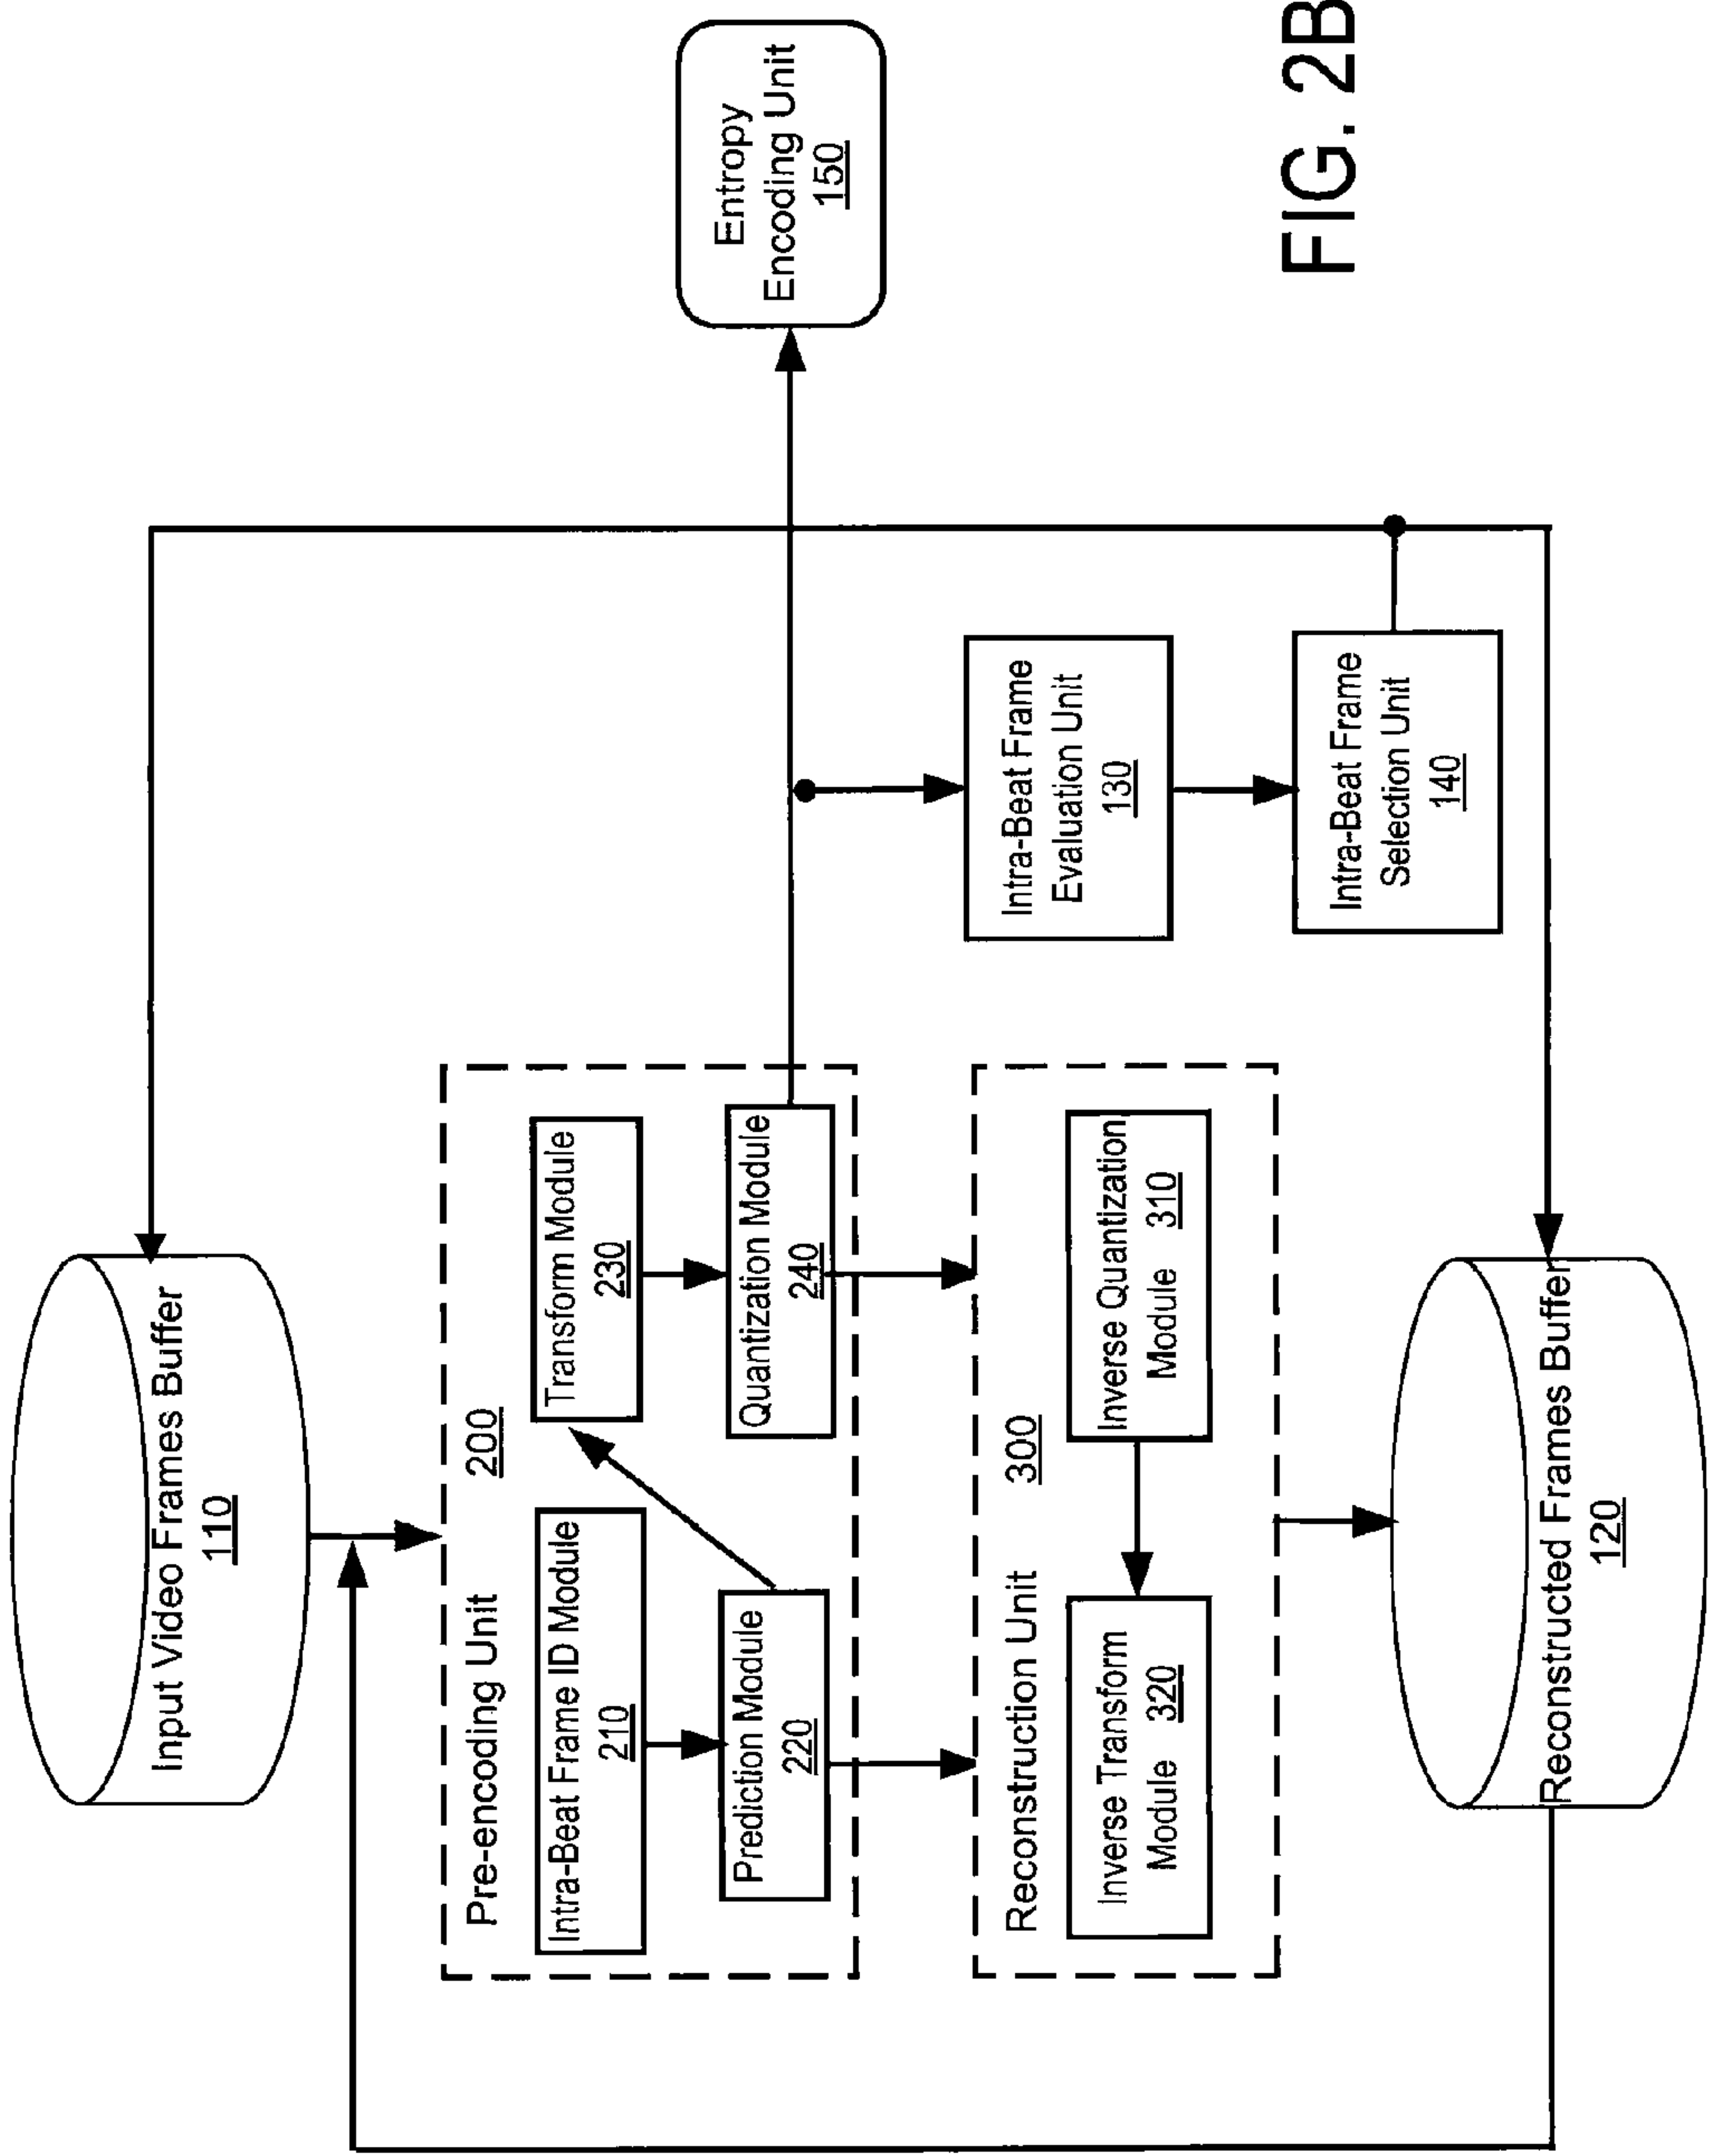 Input Video Frames Buffer
110
Pre-encoding Unit 200
Intra-Beat Frame ID Module
210
Transform Module
230
Prediction Module
220
Quantization Module
240
Entropy
Encoding Unit
150
Reconstruction Unit 300
Inverse Transform
Module 320
Inverse Quantization
Module 310
Intra-Beat Frame
Evaluation Unit
130
Intra-Beat Frame
Selection Unit
140
Reconstructed Frames Buffer
120
FIG. 2B